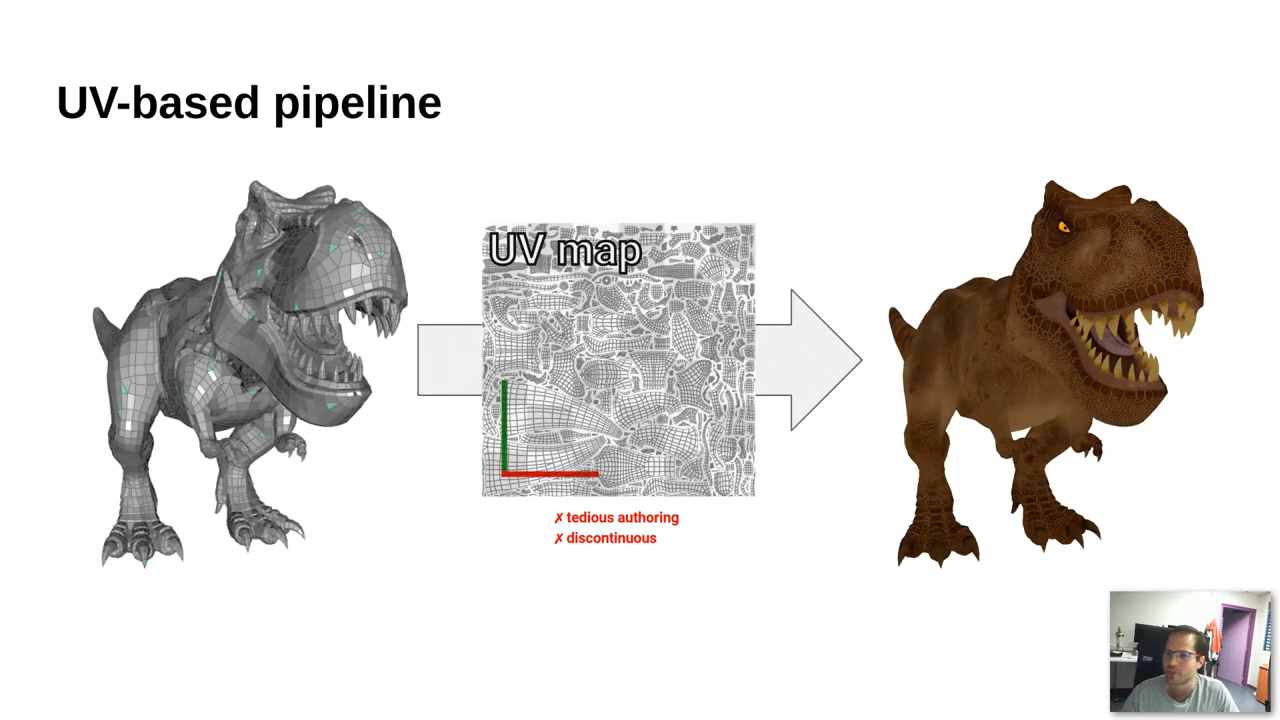 UV-based pipeline
UV map
✗ tedious authoring
✗ discontinuous